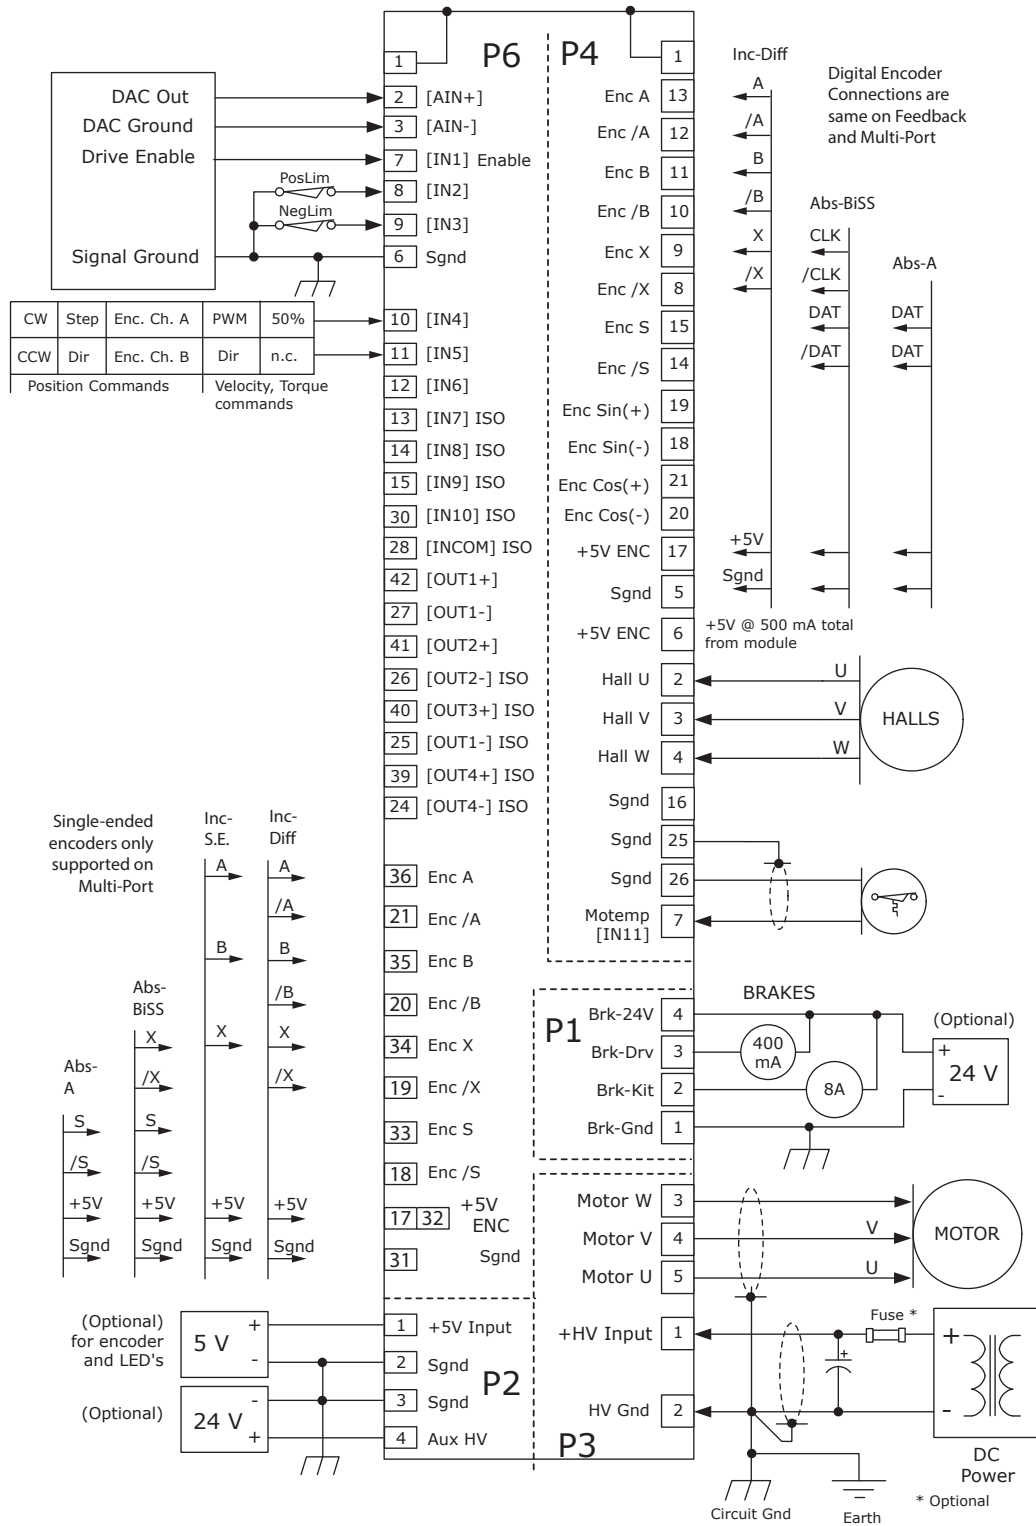 P6
P4
1
1
DAC Out
DAC Ground
Drive Enable
PosLim
NegLim
Signal Ground
2 [AIN+]
3 [AIN-]
7 [IN1] Enable
8 [IN2]
9 [IN3]
6 Sgnd
CW Step Enc. Ch. A PWM 50%
CCW Dir Enc. Ch. B Dir n.c.
Position Commands
Velocity, Torque
commands
10 [IN4]
11 [IN5]
12 [IN6]
13 [IN7] ISO
14 [IN8] ISO
15 [IN9] ISO
30 [IN10] ISO
28 [INCOM] ISO
42 [OUT1+]
27 [OUT1-]
41 [OUT2+]
26 [OUT2-] ISO
40 [OUT3+] ISO
25 [OUT1-] ISO
39 [OUT4+] ISO
24 [OUT4-] ISO
36 Enc A
21 Enc /A
35 Enc B
20 Enc /B
34 Enc X
19 Enc /X
33 Enc S
18 Enc /S
17 32 +5V
ENC
31 Sgnd
Single-ended
encoders only
supported on
Multi-Port
Abs-
A
S
/S
+5V
Sgnd
Abs-
BiSS
X
/X
S
/S
+5V
Sgnd
Inc-
S.E.
A
B
X
+5V
Sgnd
Inc-
Diff
A
/A
B
/B
X
/X
+5V
Sgnd
(Optional)
for encoder
and LED's
5 V
+
-
(Optional)
24 V
-
+
1 +5V Input
2 Sgnd
3 Sgnd
4 Aux HV
P2
Enc A 13
Enc /A 12
Enc B 11
Enc /B 10
Enc X 9
Enc /X 8
Enc S 15
Enc /S 14
Enc Sin(+) 19
Enc Sin(-) 18
Enc Cos(+) 21
Enc Cos(-) 20
+5V ENC 17
Sgnd 5
+5V ENC 6
Hall U 2
Hall V 3
Hall W 4
Sgnd 16
Sgnd 25
Sgnd 26
Motemp
[IN11] 7
Inc-Diff
A
/A
B
/B
X
/X
+5V
Sgnd
Digital Encoder
Connections are
same on Feedback
and Multi-Port
Abs-BiSS
CLK
/CLK
DAT
/DAT
Abs-A
DAT
DAT
+5V @ 500 mA total
from module
U
V
W
HALLS
P1
Brk-24V 4
Brk-Drv 3
Brk-Kit 2
Brk-Gnd 1
BRAKES
400
mA
8A
(Optional)
+
24 V
-
Motor W 3
Motor V 4
Motor U 5
V
U
MOTOR
+HV Input 1
HV Gnd 2
P3
Fuse *
+
+
-
DC
Power
* Optional
Circuit Gnd
Earth